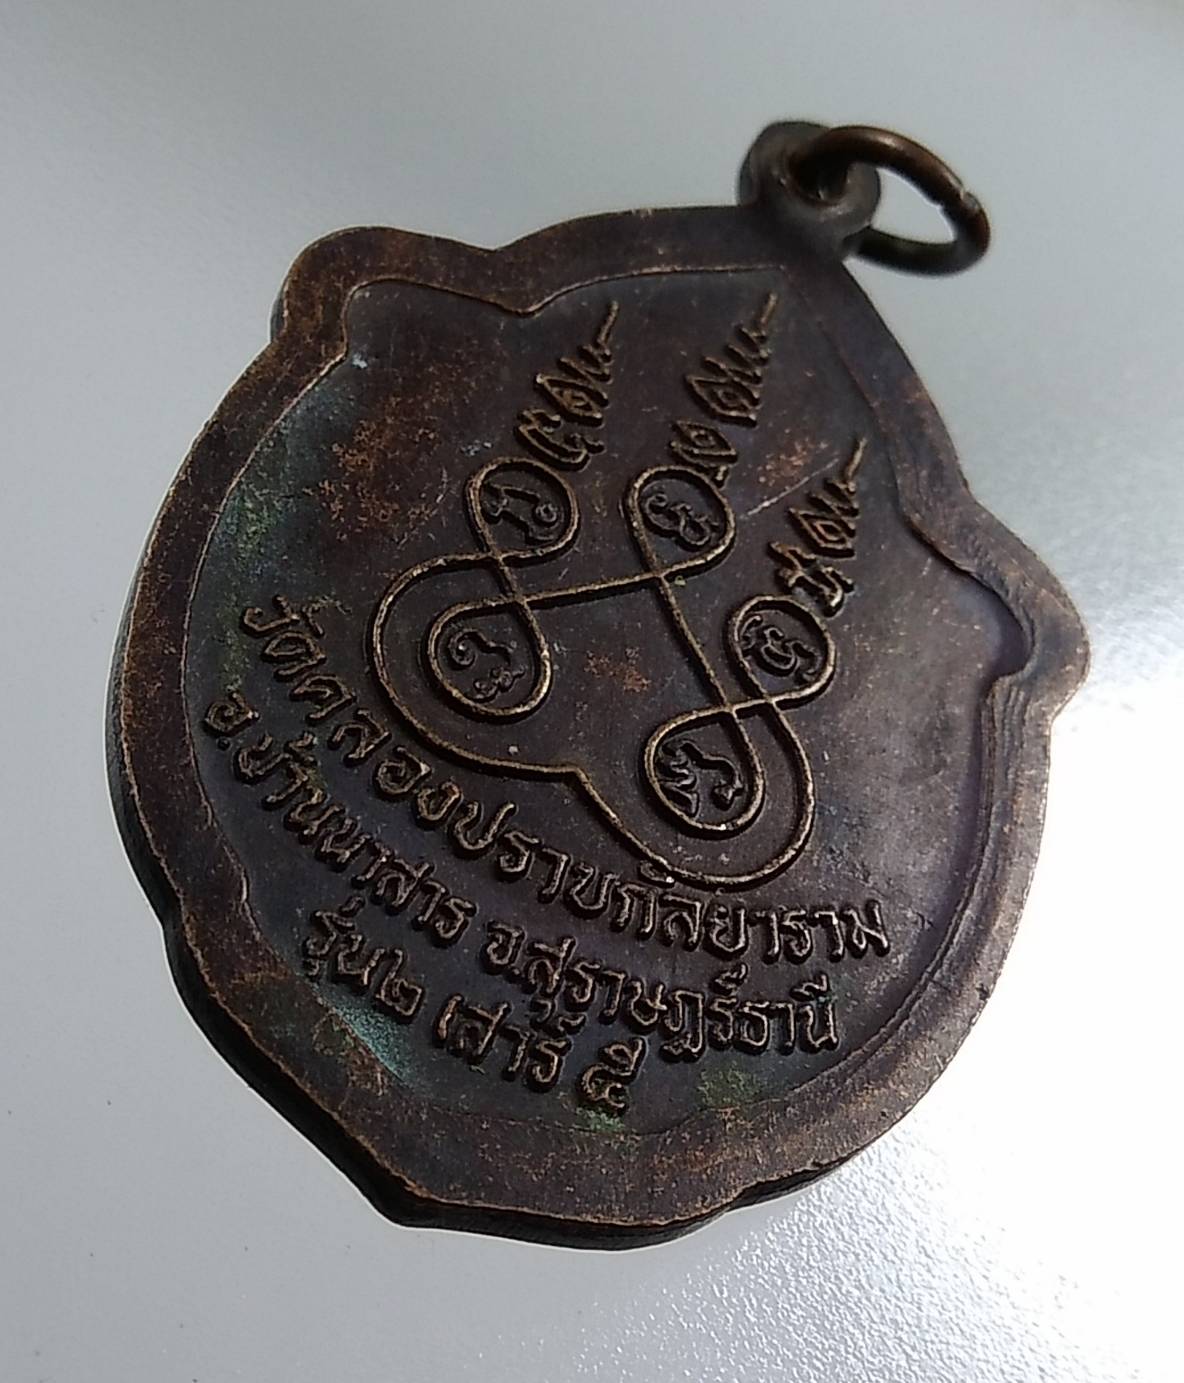 วัดคลองปราบกัลยาราม
อ.บ้านนาสาร จ.สุราษฎร์ธานี
รุ่น๒ เสาร์ ๕